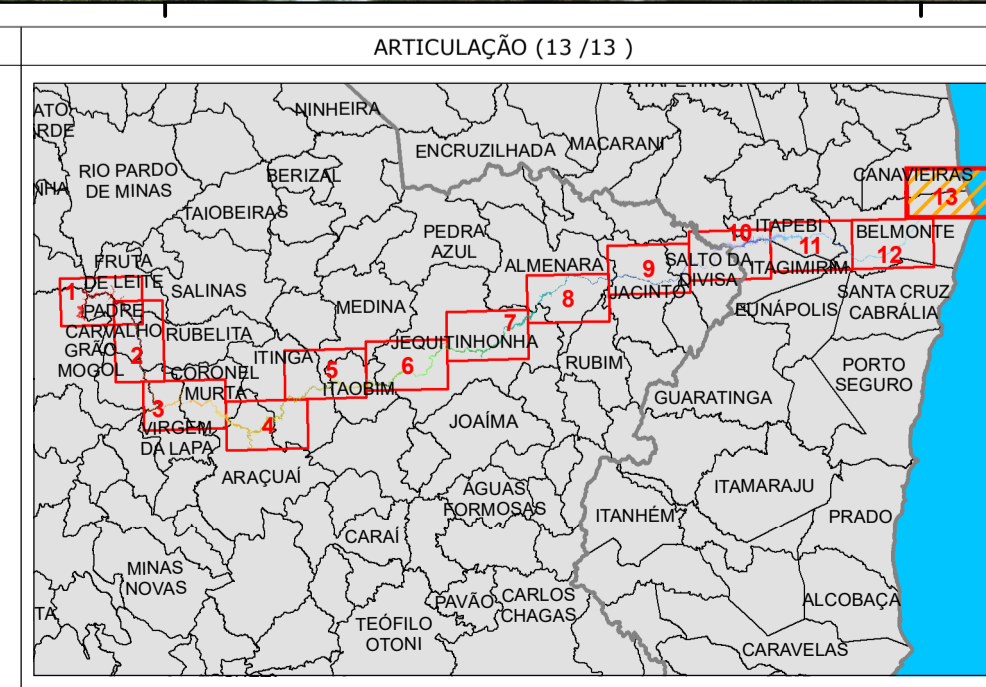 ARTICULAÇÃO (13 /13 )
ATO
RDE
NINHEIRA
ENCRUZILHADA
MACARANI
RIO PARDO
DE MINAS
BERIZAL
CANAVIEIRAS
13
TAIOBEIRAS
PEDRA
AZUL
10
ITAPEBI
11
BELMONTE
12
FRUTA
DE LEITE
SALINAS
ALMENARA
9
SALTO DA
DIVISA
ITAGIMIRIM
1
PADRE
CARVALHO
MEDINA
8
JACINTO
SANTA CRUZ
CABRÁLIA
EUNÁPOLIS
GRÃO
MOGOL
2
RUBELITA
7
JEQUITINHONHA
ITINGA
5
6
RUBIM
PORTO
SEGURO
CORONEL
MURTA
ITAOBIM
GUARATINGA
3
VIRGEM
DA LAPA
4
JOAÍMA
ARAÇUAÍ
ÁGUAS
FORMOSAS
ITAMARAJU
ITANHÉM
PRADO
CARAÍ
MINAS
NOVAS
PAVÃO
CARLOS
CHAGAS
ALCOBAÇA
TEÓFILO
OTONI
CARAVELAS